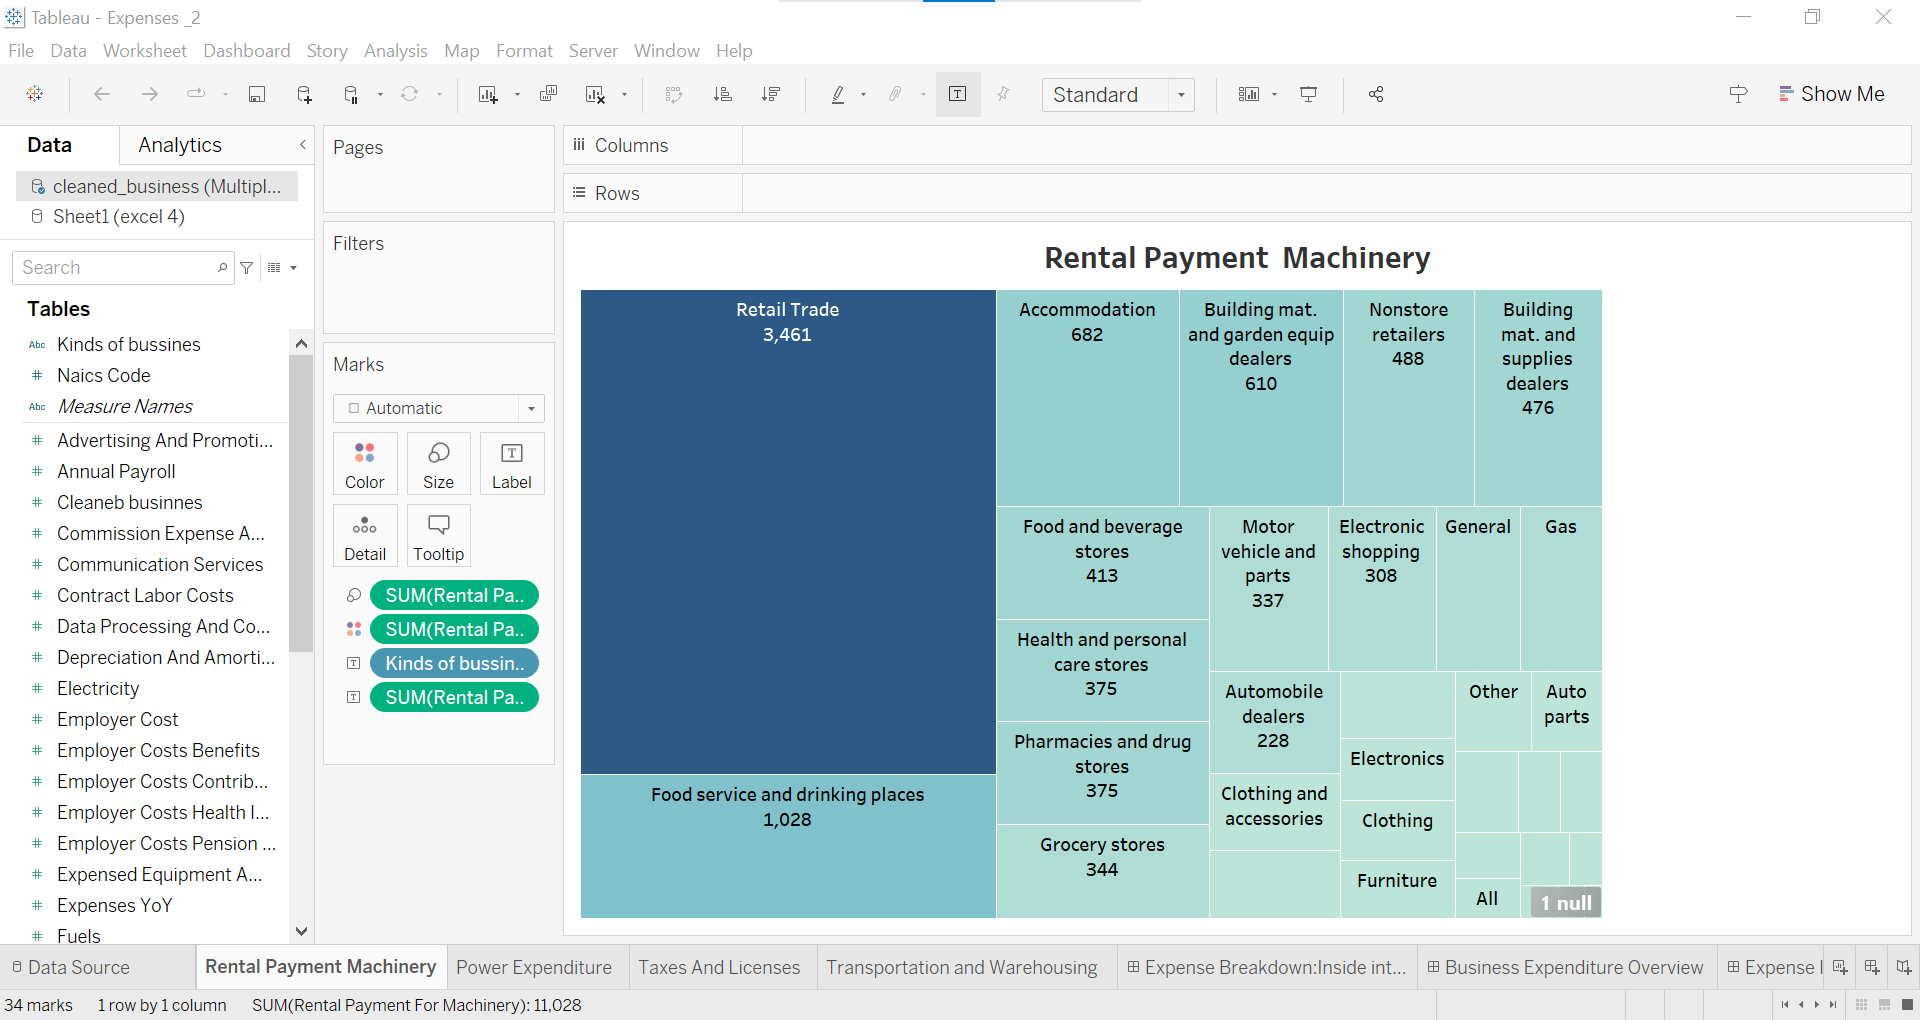 Tableau - Expenses _2
File Data Worksheet Dashboard Story Analysis Map Format Server Window Help
Standard
Show Me
Data
Analytics
cleaned_business (Multipl...
Sheet1 (excel 4)
Search
Tables
Abc Kinds of bussines
# Naics Code
Abc Measure Names
# Advertising And Promoti...
# Annual Payroll
# Cleaneb businnes
# Commission Expense A...
# Communication Services
# Contract Labor Costs
# Data Processing And Co...
# Depreciation And Amorti...
# Electricity
# Employer Cost
# Employer Costs Benefits
# Employer Costs Contrib...
# Employer Costs Health I...
# Employer Costs Pension ...
# Expensed Equipment A...
# Expenses YoY
# Fuels
Pages
Filters
Marks
Automatic
Color
Size
T
Label
Detail
Tooltip
SUM(Rental Pa..
SUM(Rental Pa..
T Kinds of bussin..
T SUM(Rental Pa..
Columns
Rows
Rental Payment  Machinery
Retail Trade
3,461
Food service and drinking places
1,028
Accommodation
682
Building mat.
and garden equip
dealers
610
Nonstore
retailers
488
Building
mat. and
supplies
dealers
476
Food and beverage
stores
413
Health and personal
care stores
375
Pharmacies and drug
stores
375
Grocery stores
344
Motor
vehicle and
parts
337
Electronic
shopping
308
General
Gas
Automobile
dealers
228
Clothing and
accessories
Electronics
Clothing
Furniture
Other
Auto
parts
All
1 null
Data Source
Rental Payment Machinery
Power Expenditure
Taxes And Licenses
Transportation and Warehousing
Expense Breakdown:Inside int...
Business Expenditure Overview
Expense I
34 marks
1 row by 1 column
SUM(Rental Payment For Machinery): 11,028